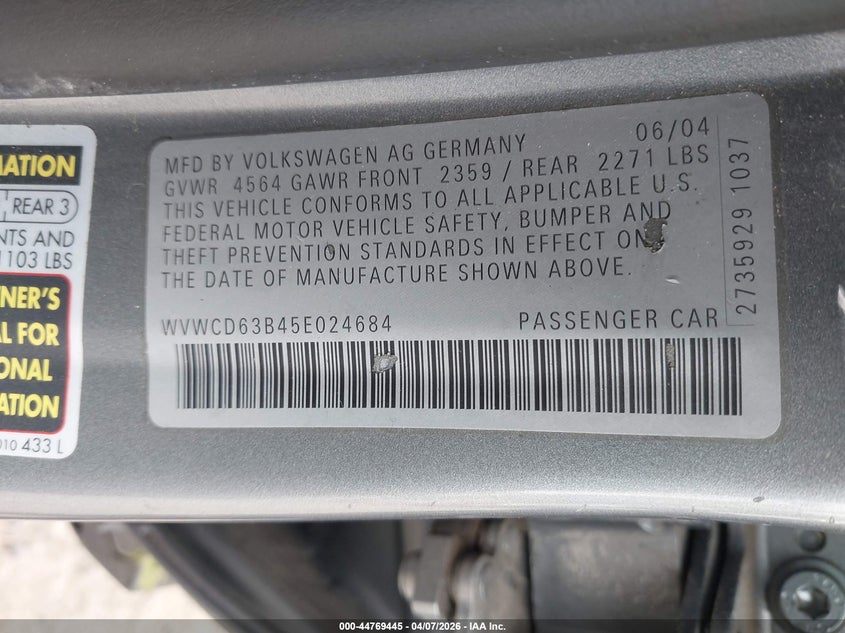 MATION
REAR 3
NTS AND
1103 LBS
NER'S
L FOR
ONAL
ATION
010 433 L
06/04
MFD BY VOLKSWAGEN AG GERMANY
GVWR 4564 GAWR FRONT 2359 / REAR 2271 LBS
THIS VEHICLE CONFORMS TO ALL APPLICABLE U.S.
FEDERAL MOTOR VEHICLE SAFETY, BUMPER AND
THEFT PREVENTION STANDARDS IN EFFECT ON
THE DATE OF MANUFACTURE SHOWN ABOVE.
WVWCD63B45E024684 PASSENGER CAR
2735929 1037
000-44769445 - 04/07/2026 - IAA Inc.